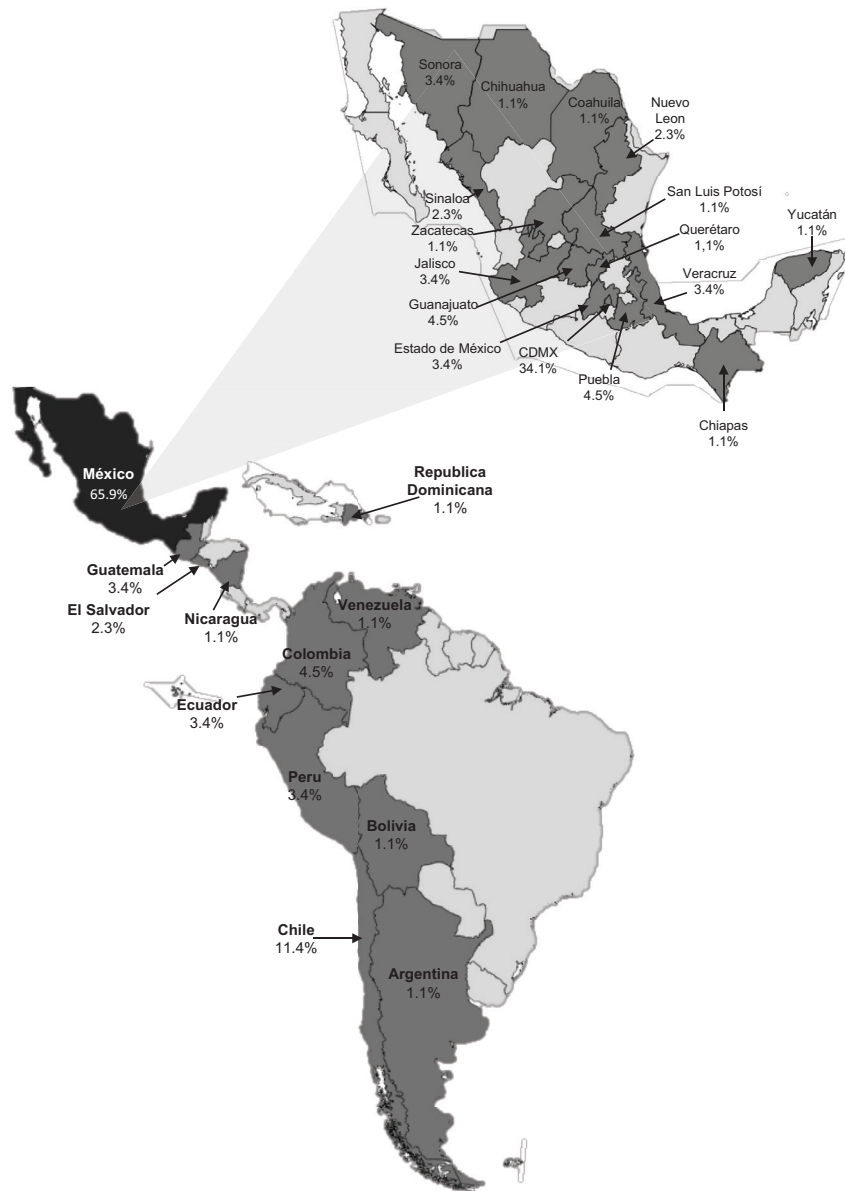 Sonora
3.4%
Chihuahua
1.1%
Coahuila
1.1%
Nuevo
Leon
2.3%
Sinaloa
2.3%
San Luis Potosí
1.1%
Zacatecas
1.1%
Querétaro
1,1%
Yucatán
1.1%
Jalisco
3.4%
Veracruz
3.4%
Guanajuato
4.5%
Estado de México
3.4%
CDMX
34.1%
Puebla
4.5%
Chiapas
1.1%
México
65.9%
Republica
Dominicana
1.1%
Guatemala
3.4%
El Salvador
2.3%
Nicaragua
1.1%
Venezuela
1.1%
Colombia
4.5%
Ecuador
3.4%
Peru
3.4%
Bolivia
1.1%
Chile
11.4%
Argentina
1.1%